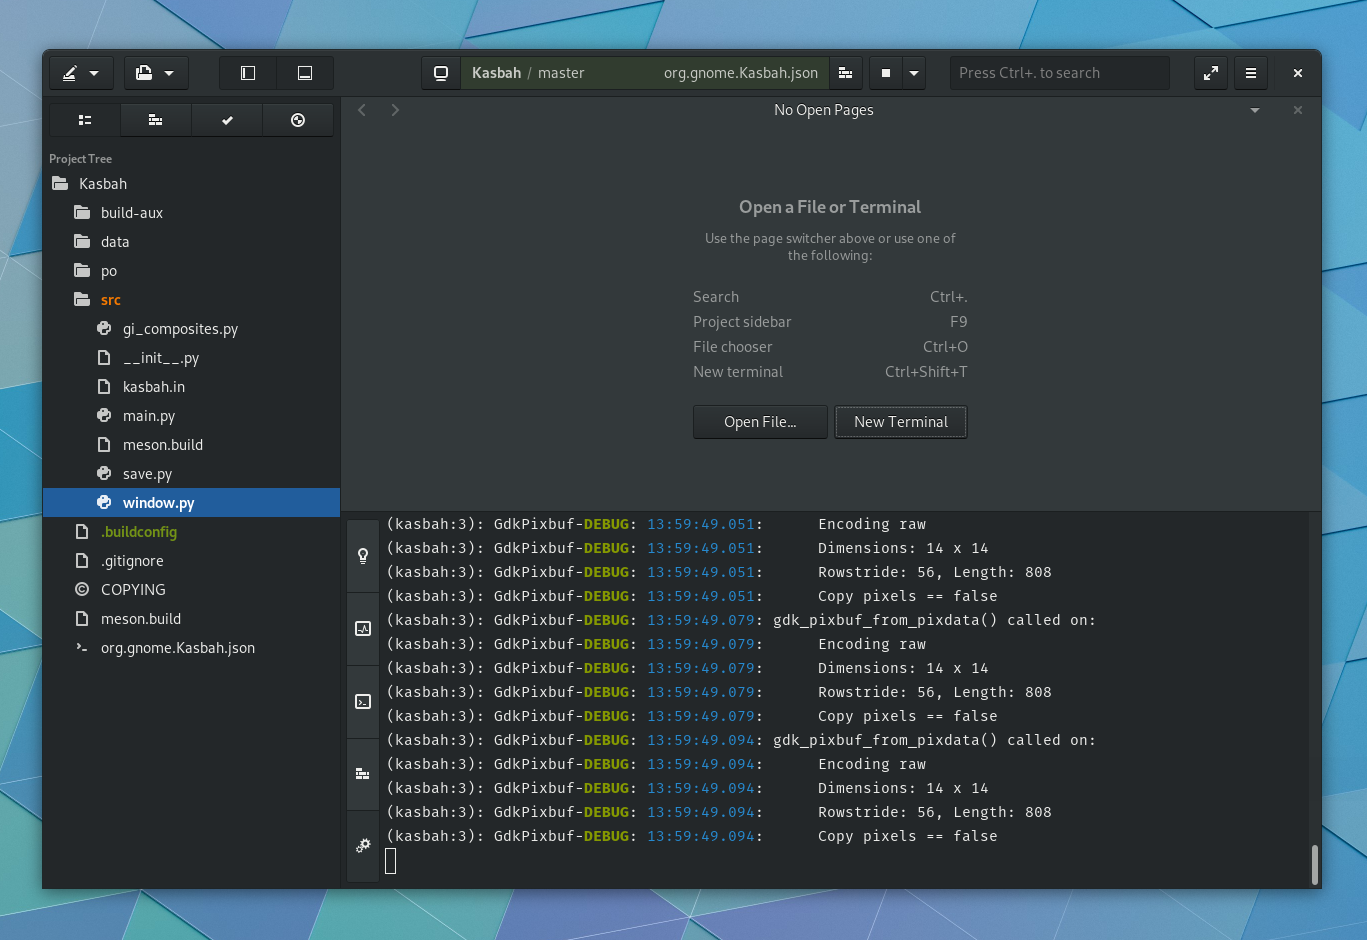 Kasbah / master org.gnome.Kasbah.json Press Ctrl+. to search
No Open Pages
Project Tree
Kasbah
build-aux
data
po
src
gi_composites.py
__init__.py
kasbah.in
main.py
meson.build
save.py
window.py
.buildconfig
.gitignore
COPYING
meson.build
org.gnome.Kasbah.json
Open a File or Terminal
Use the page switcher above or use one of
the following:
Search Ctrl+.
Project sidebar F9
File chooser Ctrl+O
New terminal Ctrl+Shift+T
Open File... New Terminal
(kasbah:3): GdkPixbuf-DEBUG: 13:59:49.051: Encoding raw
(kasbah:3): GdkPixbuf-DEBUG: 13:59:49.051: Dimensions: 14 x 14
(kasbah:3): GdkPixbuf-DEBUG: 13:59:49.051: Rowstride: 56, Length: 808
(kasbah:3): GdkPixbuf-DEBUG: 13:59:49.051: Copy pixels == false
(kasbah:3): GdkPixbuf-DEBUG: 13:59:49.079: gdk_pixbuf_from_pixdata() called on:
(kasbah:3): GdkPixbuf-DEBUG: 13:59:49.079: Encoding raw
(kasbah:3): GdkPixbuf-DEBUG: 13:59:49.079: Dimensions: 14 x 14
(kasbah:3): GdkPixbuf-DEBUG: 13:59:49.079: Rowstride: 56, Length: 808
(kasbah:3): GdkPixbuf-DEBUG: 13:59:49.079: Copy pixels == false
(kasbah:3): GdkPixbuf-DEBUG: 13:59:49.094: gdk_pixbuf_from_pixdata() called on:
(kasbah:3): GdkPixbuf-DEBUG: 13:59:49.094: Encoding raw
(kasbah:3): GdkPixbuf-DEBUG: 13:59:49.094: Dimensions: 14 x 14
(kasbah:3): GdkPixbuf-DEBUG: 13:59:49.094: Rowstride: 56, Length: 808
(kasbah:3): GdkPixbuf-DEBUG: 13:59:49.094: Copy pixels == false